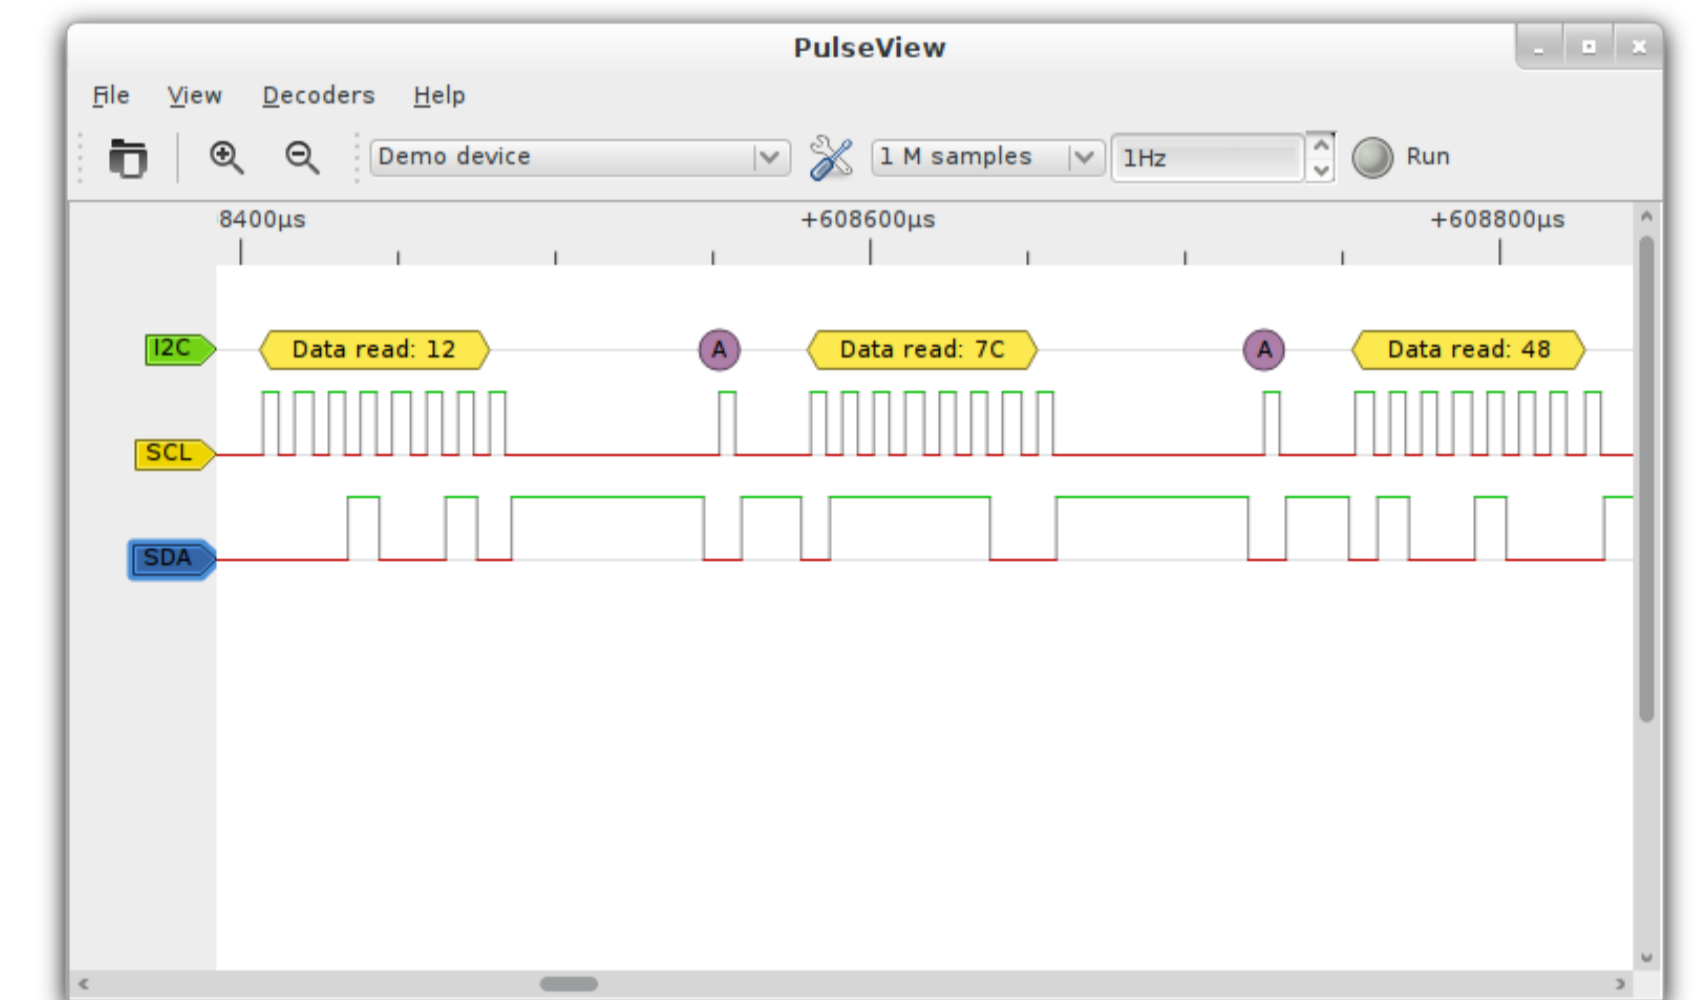 PulseView
File View Decoders Help
Demo device 1 M samples 1Hz Run
8400µs +608600µs +608800µs
I2C Data read: 12 A Data read: 7C A Data read: 48
SCL
SDA